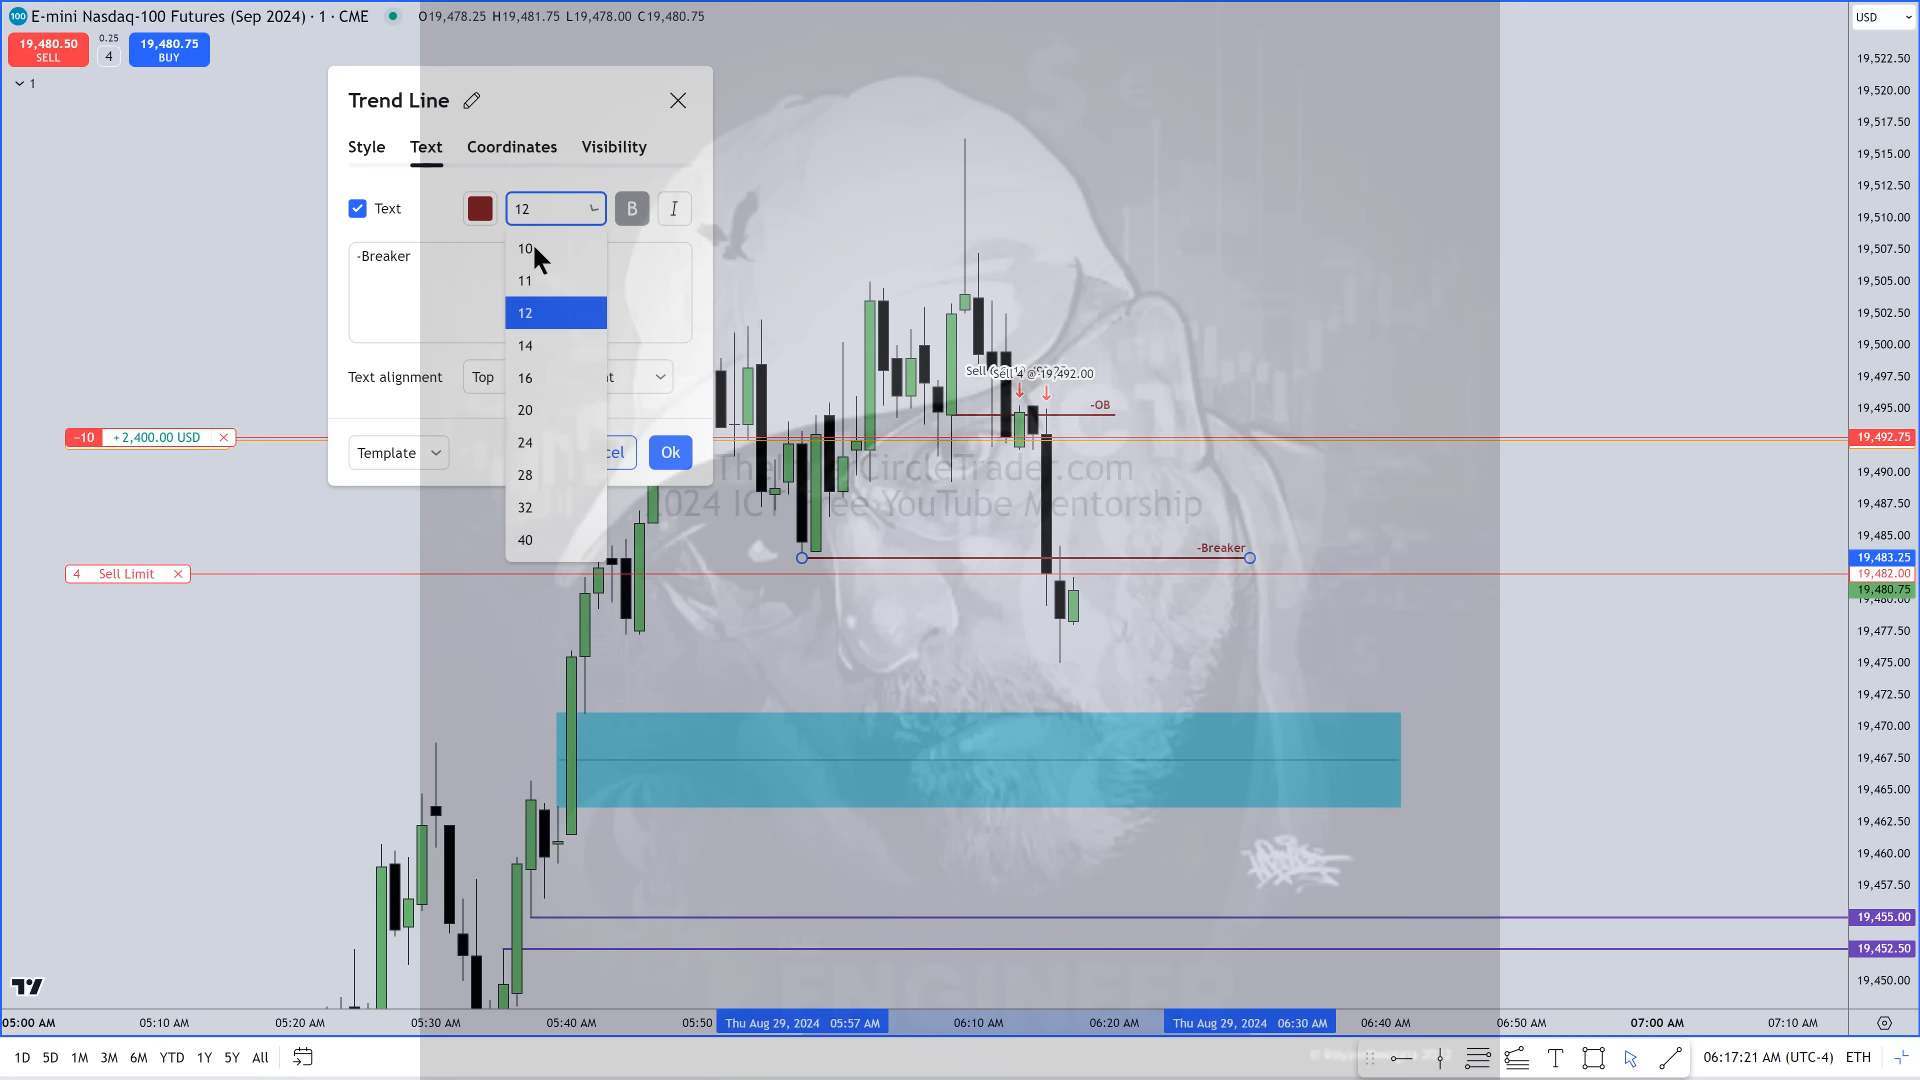 100 E-mini Nasdaq-100 Futures (Sep 2024) · 1 · CME
O19,478.25 H19,481.75 L19,478.00 C19,480.75
USD
19,480.50 SELL
0.25
4
19,480.75 BUY
1
Trend Line
Style Text Coordinates Visibility
Text
12
B
I
-Breaker
10
11
12
14
16
20
24
28
32
40
Text alignment
Top
Template
Ok
−10 +2,400.00 USD
4 Sell Limit
Sell 4 @ 19,492.00
-OB
-Breaker
TheInnerCircleTrader.com
2024 ICT Free YouTube Mentorship
ENGINEER
19,522.50
19,520.00
19,517.50
19,515.00
19,512.50
19,510.00
19,507.50
19,505.00
19,502.50
19,500.00
19,497.50
19,495.00
19,492.75
19,490.00
19,487.50
19,485.00
19,483.25
19,482.00
19,480.75
19,480.00
19,477.50
19,475.00
19,472.50
19,470.00
19,467.50
19,465.00
19,462.50
19,460.00
19,457.50
19,455.00
19,452.50
19,450.00
05:00 AM 05:10 AM 05:20 AM 05:30 AM 05:40 AM 05:50 Thu Aug 29, 2024 05:57 AM 06:10 AM 06:20 AM Thu Aug 29, 2024 06:30 AM 06:40 AM 06:50 AM 07:00 AM 07:10 AM
1D 5D 1M 3M 6M YTD 1Y 5Y All
06:17:21 AM (UTC-4) ETH